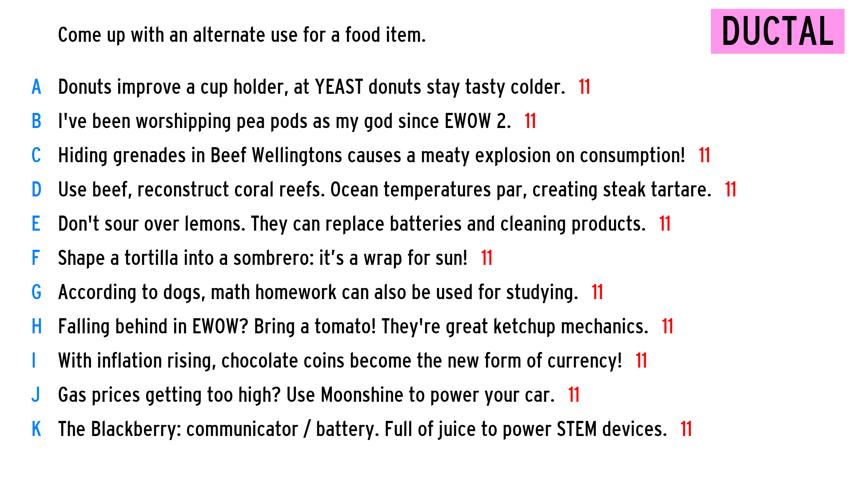 Come up with an alternate use for a food item.
DUCTAL
A Donuts improve a cup holder, at YEAST donuts stay tasty colder. 11
B I've been worshipping pea pods as my god since EWOW 2. 11
C Hiding grenades in Beef Wellingtons causes a meaty explosion on consumption! 11
D Use beef, reconstruct coral reefs. Ocean temperatures par, creating steak tartare. 11
E Don't sour over lemons. They can replace batteries and cleaning products. 11
F Shape a tortilla into a sombrero: it’s a wrap for sun! 11
G According to dogs, math homework can also be used for studying. 11
H Falling behind in EWOW? Bring a tomato! They're great ketchup mechanics. 11
I With inflation rising, chocolate coins become the new form of currency! 11
J Gas prices getting too high? Use Moonshine to power your car. 11
K The Blackberry: communicator / battery. Full of juice to power STEM devices. 11